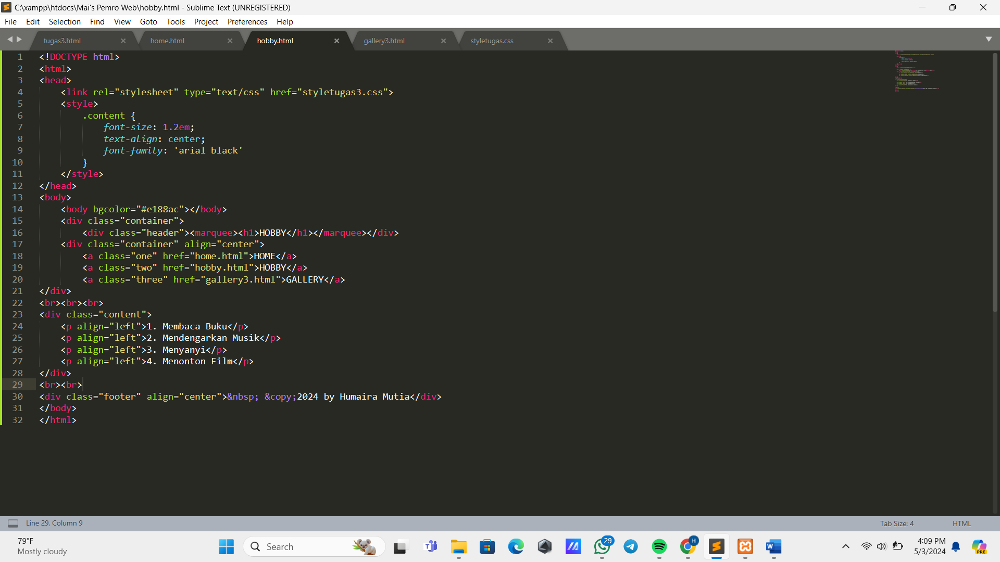 C:\xampp\htdocs\Mai's Pemro Web\hobby.html - Sublime Text (UNREGISTERED)
File Edit Selection Find View Goto Tools Project Preferences Help
tugas3.html home.html hobby.html gallery3.html styletugas.css
1 <!DOCTYPE html>
2 <html>
3 <head>
4 <link rel="stylesheet" type="text/css" href="styletugas3.css">
5 <style>
6 .content {
7 font-size: 1.2em;
8 text-align: center;
9 font-family: 'arial black'
10 }
11 </style>
12 </head>
13 <body>
14 <body bgcolor="#e188ac"></body>
15 <div class="container">
16 <div class="header"><marquee><h1>HOBBY</h1></marquee></div>
17 <div class="container" align="center">
18 <a class="one" href="home.html">HOME</a>
19 <a class="two" href="hobby.html">HOBBY</a>
20 <a class="three" href="gallery3.html">GALLERY</a>
21 </div>
22 <br><br><br>
23 <div class="content">
24 <p align="left">1. Membaca Buku</p>
25 <p align="left">2. Mendengarkan Musik</p>
26 <p align="left">3. Menyanyi</p>
27 <p align="left">4. Menonton Film</p>
28 </div>
29 <br><br>
30 <div class="footer" align="center">&nbsp; &copy;2024 by Humaira Mutia</div>
31 </body>
32 </html>
Line 29, Column 9 Tab Size: 4 HTML
79°F
Mostly cloudy
Search
29
H
4:09 PM
5/3/2024
PRE